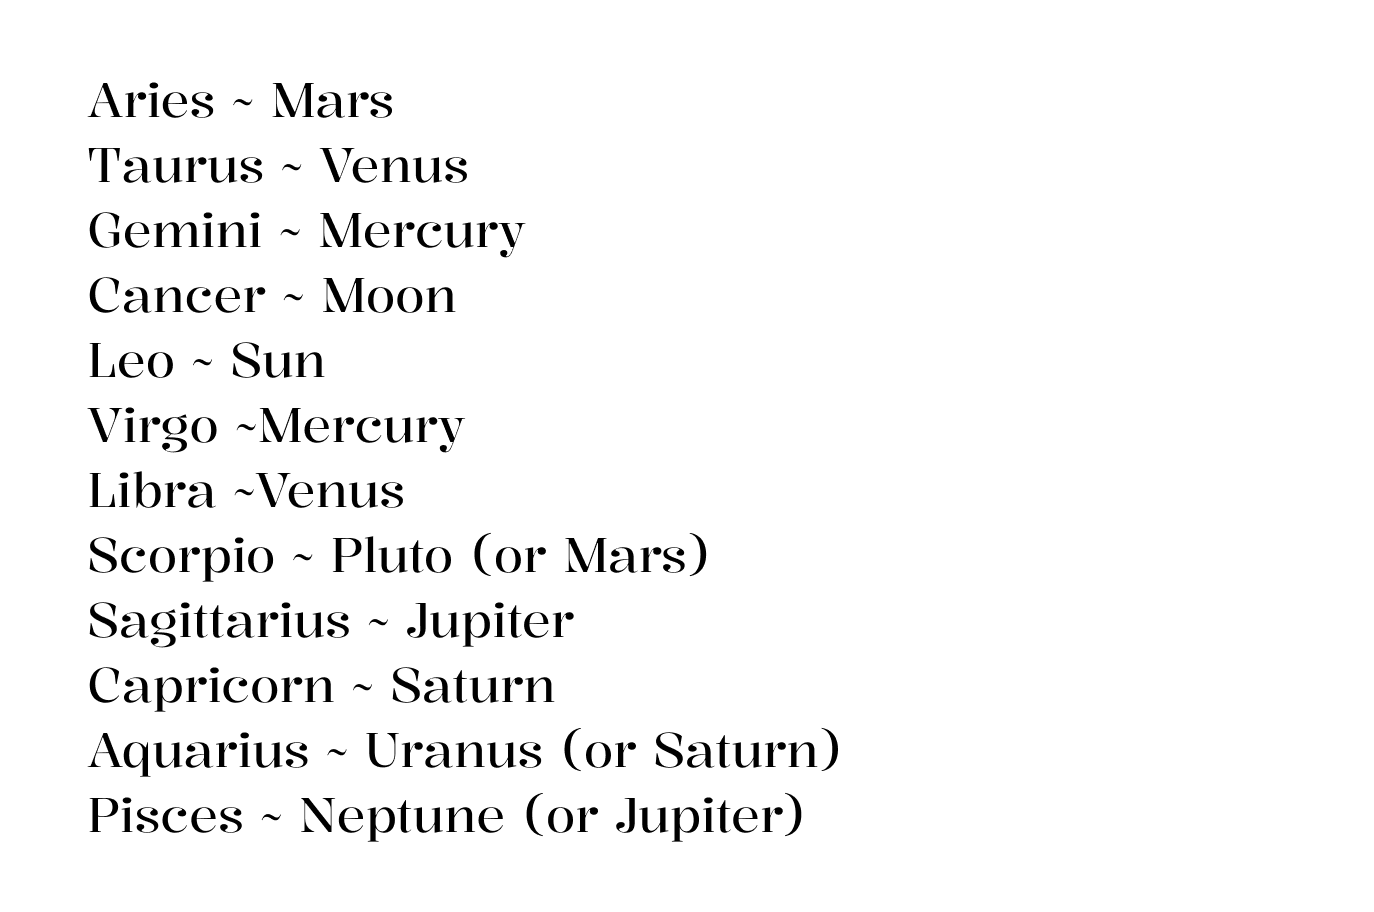 Aries ~ Mars
Taurus ~ Venus
Gemini ~ Mercury
Cancer ~ Moon
Leo ~ Sun
Virgo ~Mercury
Libra ~Venus
Scorpio ~ Pluto (or Mars)
Sagittarius ~ Jupiter
Capricorn ~ Saturn
Aquarius ~ Uranus (or Saturn)
Pisces ~ Neptune (or Jupiter)